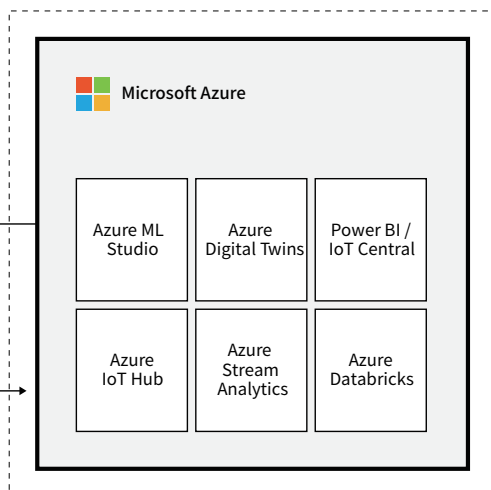 Microsoft Azure
Azure ML
Studio
Azure
Digital Twins
Power BI /
IoT Central
Azure
IoT Hub
Azure
Stream
Analytics
Azure
Databricks